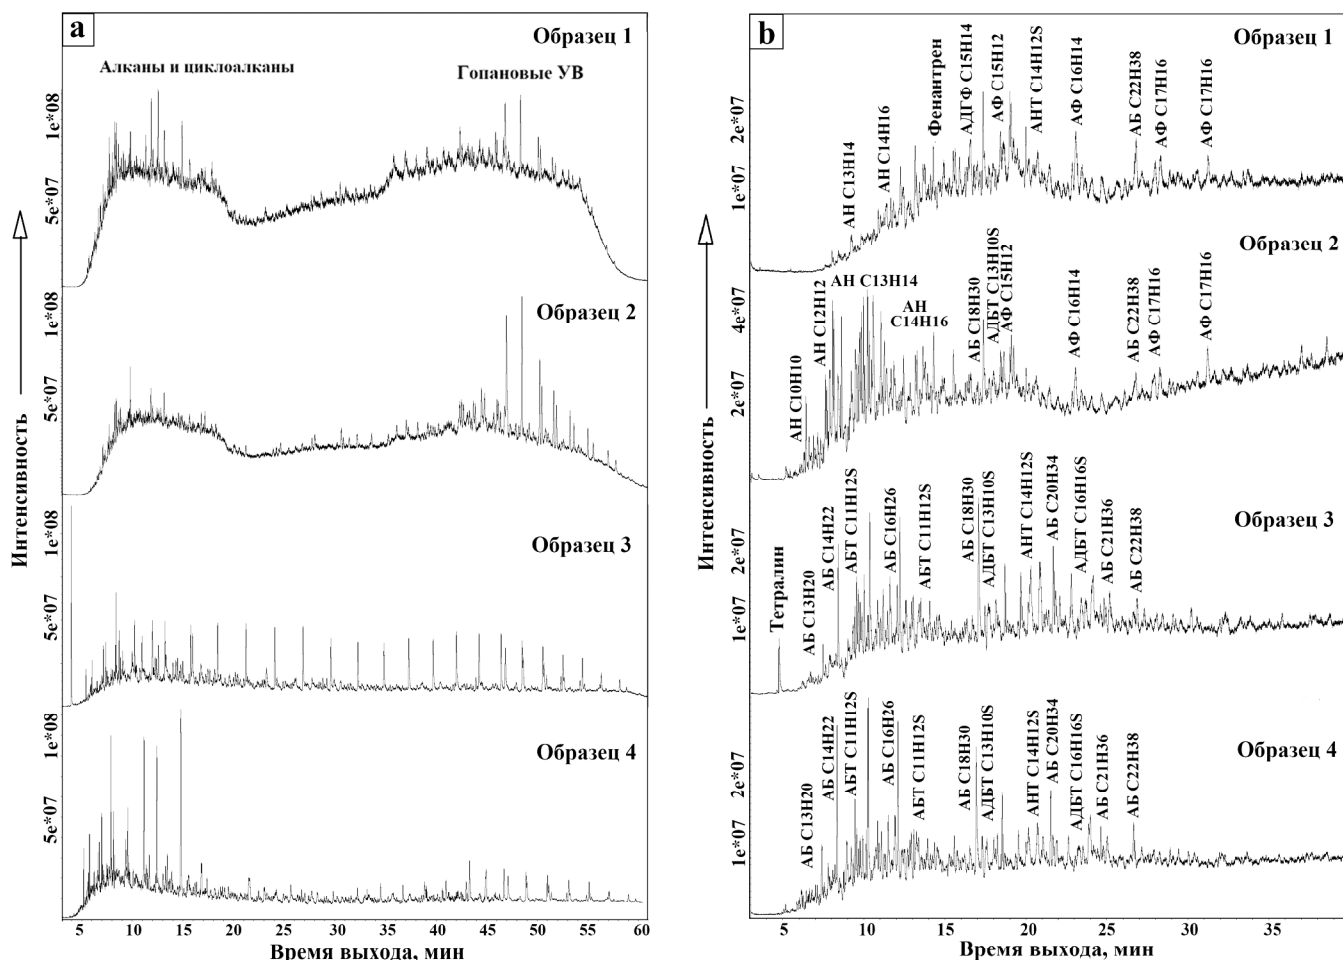 a
Образец 1
Алканы и циклоалканы
Гопановые УВ
1e*08
5e*07
Образец 2
1e*08
5e*07
Образец 3
1e*08
5e*07
Образец 4
1e*08
5e*07
Интенсивность
5 10 15 20 25 30 35 40 45 50 55 60
Время выхода, мин
b
Образец 1
АН C13H14
АН C14H16
Фенантрен
АДГФ C15H14
АФ C15H12
АНТ C14H12S
АФ C16H14
АБ C22H38
АФ C17H16
АФ C17H16
2e*07
1e*07
Образец 2
АН C10H10
АН C12H12
АН C13H14
АН
C14H16
АБ C18H30
АДБТ C13H10S
АФ C15H12
АФ C16H14
АБ C22H38
АФ C17H16
АФ C17H16
4e*07
2e*07
Образец 3
Тетралин
АБ C13H20
АБ C14H22
АБТ C11H12S
АБ C16H26
АБТ C11H12S
АБ C18H30
АДБТ C13H10S
АНТ C14H12S
АБ C20H34
АДБТ C16H16S
АБ C21H36
АБ C22H38
2e*07
1e*07
Образец 4
АБ C13H20
АБ C14H22
АБТ C11H12S
АБ C16H26
АБТ C11H12S
АБ C18H30
АДБТ C13H10S
АНТ C14H12S
АБ C20H34
АДБТ C16H16S
АБ C21H36
АБ C22H38
2e*07
1e*07
Интенсивность
5 10 15 20 25 30 35
Время выхода, мин